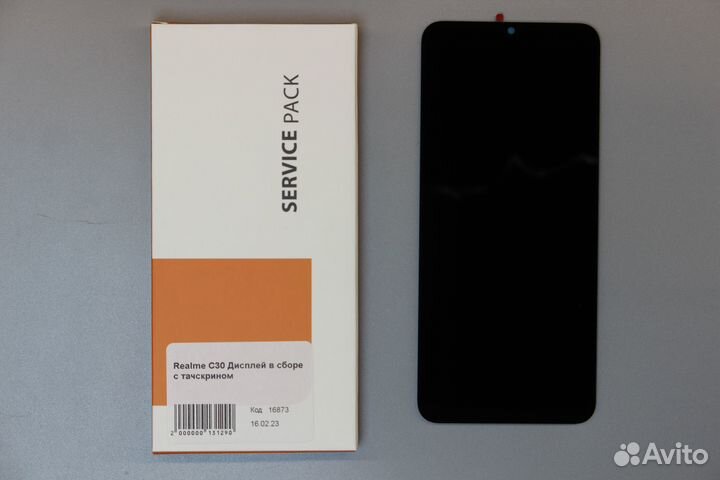 SERVICE PACK
Realme C30 Дисплей в сборе
с тачскрином
Код 16873
2 000000 131290
16.02.23
Avito